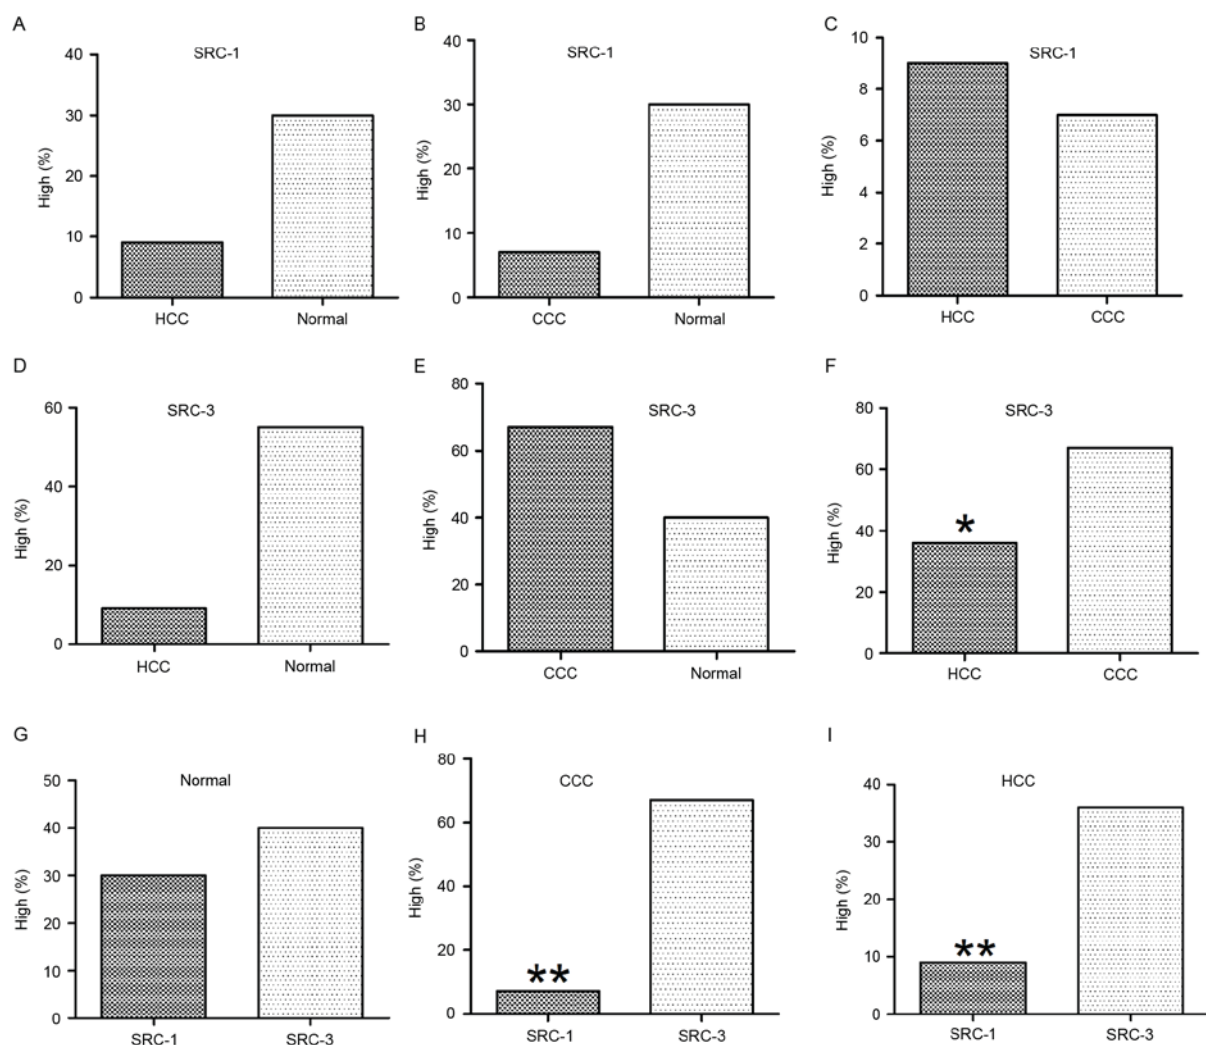 A
SRC-1
High (%)
40
30
20
10
0
HCC Normal
B
SRC-1
High (%)
40
30
20
10
0
CCC Normal
C
SRC-1
High (%)
10
8
6
4
2
0
HCC CCC
D
SRC-3
High (%)
60
40
20
0
HCC Normal
E
SRC-3
High (%)
80
60
40
20
0
CCC Normal
F
SRC-3
High (%)
80
60
40
20
0
*
HCC CCC
G
Normal
High (%)
50
40
30
20
10
0
SRC-1 SRC-3
H
CCC
High (%)
80
60
40
20
0
**
SRC-1 SRC-3
I
HCC
High (%)
40
30
20
10
0
**
SRC-1 SRC-3